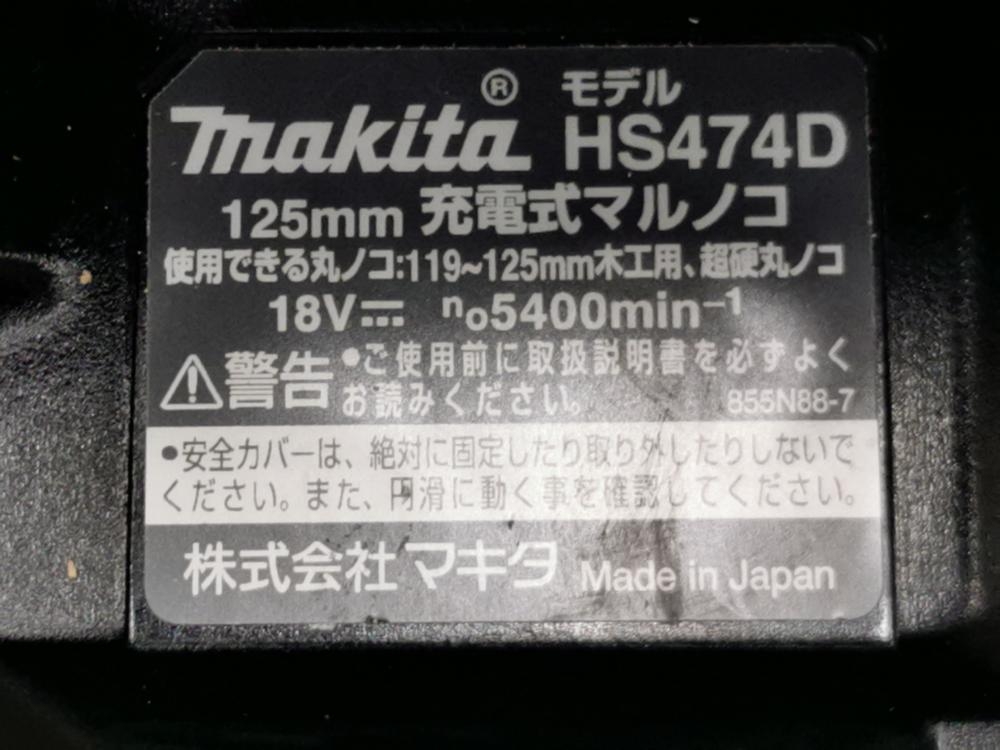 makita® モデル HS474D
125mm 充電式マルノコ
使用できる丸ノコ:119~125mm木工用、超硬丸ノコ
18V⎓ n₀5400min⁻¹
⚠警告 •ご使用前に取扱説明書を必ずよく
お読みください。 855N88-7
•安全カバーは、絶対に固定したり取り外したりしないで
ください。また、円滑に動く事を確認してください。
株式会社マキタ Made in Japan